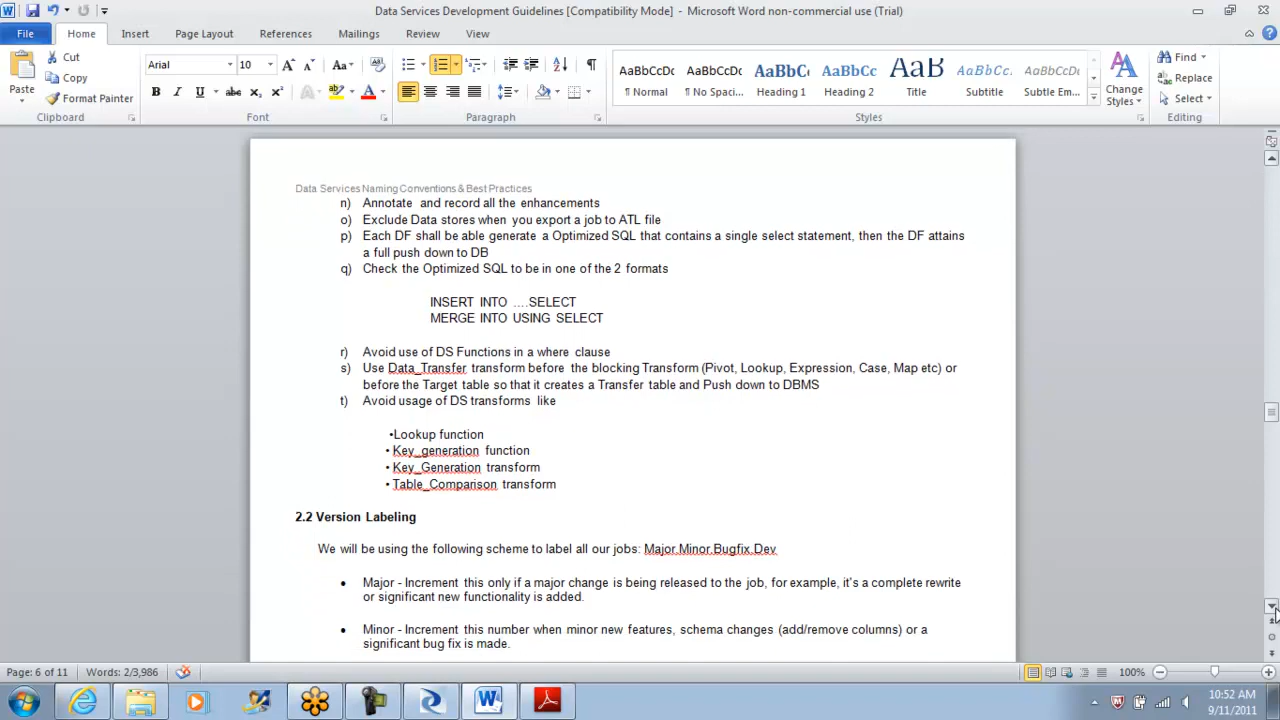 Data Services Development Guidelines [Compatibility Mode] - Microsoft Word non-commercial use (Trial)
File Home Insert Page Layout References Mailings Review View
Paste
Cut
Copy
Format Painter
Clipboard
Arial 10
Font
Paragraph
AaBbCcDc AaBbCcDc AaBbC AaBbCc AaB AaBbCcL AaBbCcDc
¶ Normal ¶ No Spaci... Heading 1 Heading 2 Title Subtitle Subtle Em...
Styles
Change
Styles
Find
Replace
Select
Editing
Data Services Naming Conventions & Best Practices
n) Annotate and record all the enhancements
o) Exclude Data stores when you export a job to ATL file
p) Each DF shall be able generate a Optimized SQL that contains a single select statement, then the DF attains
a full push down to DB
q) Check the Optimized SQL to be in one of the 2 formats
INSERT INTO ….SELECT
MERGE INTO USING SELECT
r) Avoid use of DS Functions in a where clause
s) Use Data_Transfer transform before the blocking Transform (Pivot, Lookup, Expression, Case, Map etc) or
before the Target table so that it creates a Transfer table and Push down to DBMS
t) Avoid usage of DS transforms like
•Lookup function
• Key_generation function
• Key_Generation transform
• Table_Comparison transform
2.2 Version Labeling
We will be using the following scheme to label all our jobs: Major.Minor.Bugfix.Dev
• Major - Increment this only if a major change is being released to the job, for example, it's a complete rewrite
or significant new functionality is added.
• Minor - Increment this number when minor new features, schema changes (add/remove columns) or a
significant bug fix is made.
Page: 6 of 11 Words: 2/3,986 100%
10:52 AM
9/11/2011